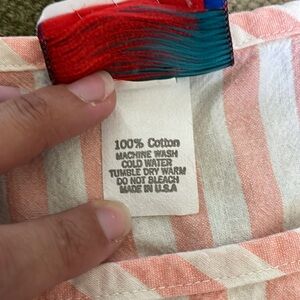 100% Cotton
MACHINE WASH
COLD WATER
TUMBLE DRY WARM
DO NOT BLEACH
MADE IN U.S.A